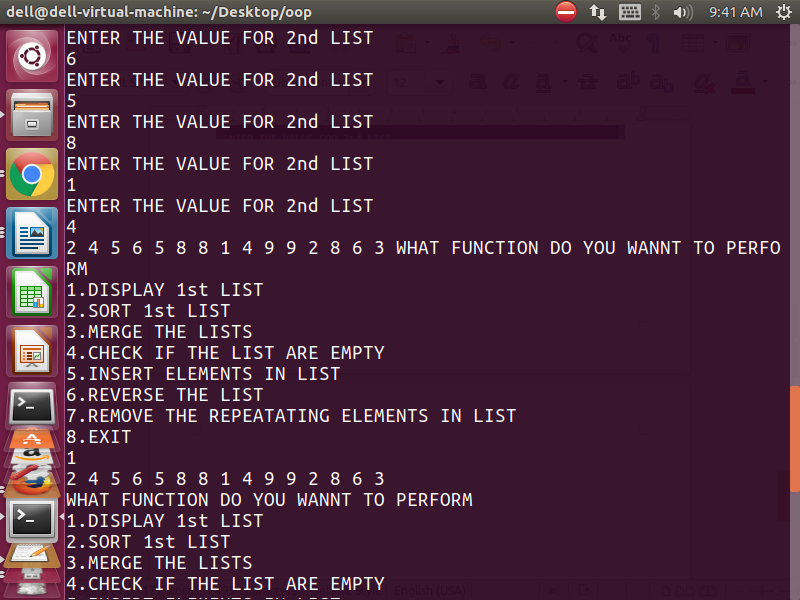 dell@dell-virtual-machine: ~/Desktop/oop
9:41 AM
ENTER THE VALUE FOR 2nd LIST
6
ENTER THE VALUE FOR 2nd LIST
5
ENTER THE VALUE FOR 2nd LIST
8
ENTER THE VALUE FOR 2nd LIST
1
ENTER THE VALUE FOR 2nd LIST
4
2 4 5 6 5 8 8 1 4 9 9 2 8 6 3 WHAT FUNCTION DO YOU WANNT TO PERFO
RM
1.DISPLAY 1st LIST
2.SORT 1st LIST
3.MERGE THE LISTS
4.CHECK IF THE LIST ARE EMPTY
5.INSERT ELEMENTS IN LIST
6.REVERSE THE LIST
7.REMOVE THE REPEATATING ELEMENTS IN LIST
8.EXIT
1
2 4 5 6 5 8 8 1 4 9 9 2 8 6 3
WHAT FUNCTION DO YOU WANNT TO PERFORM
1.DISPLAY 1st LIST
2.SORT 1st LIST
3.MERGE THE LISTS
4.CHECK IF THE LIST ARE EMPTY
5.INSERT ELEMENTS IN LIST